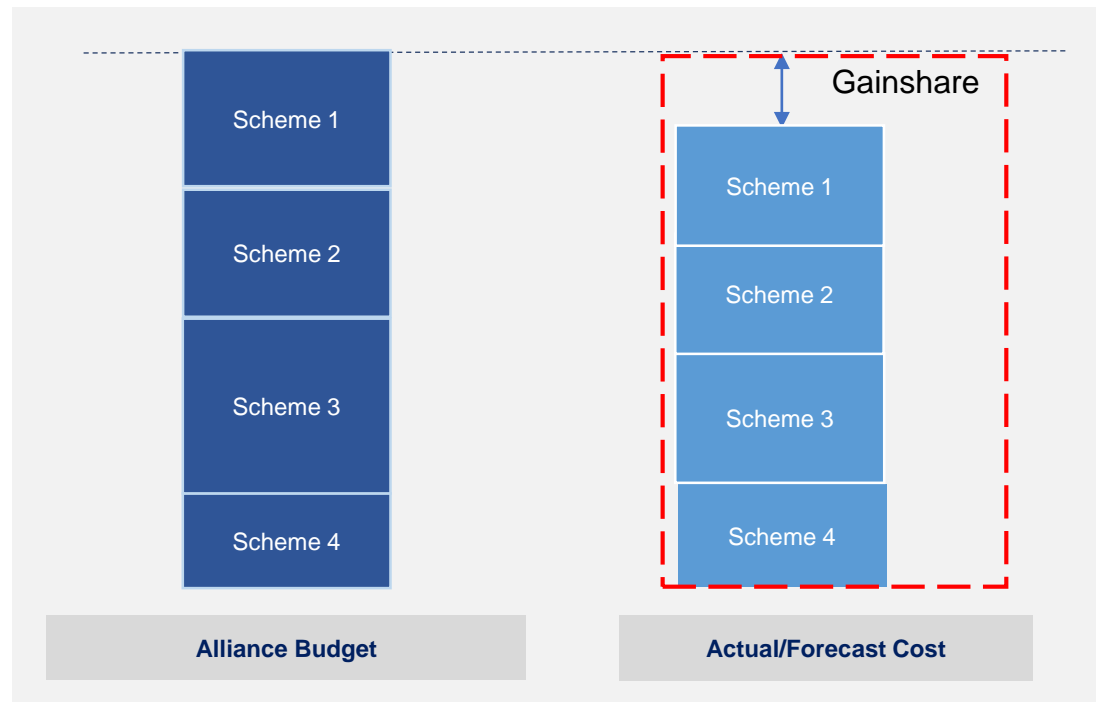 Gainshare
Scheme 1
Scheme 1
Scheme 2
Scheme 2
Scheme 3
Scheme 3
Scheme 4
Scheme 4
Alliance Budget
Actual/Forecast Cost